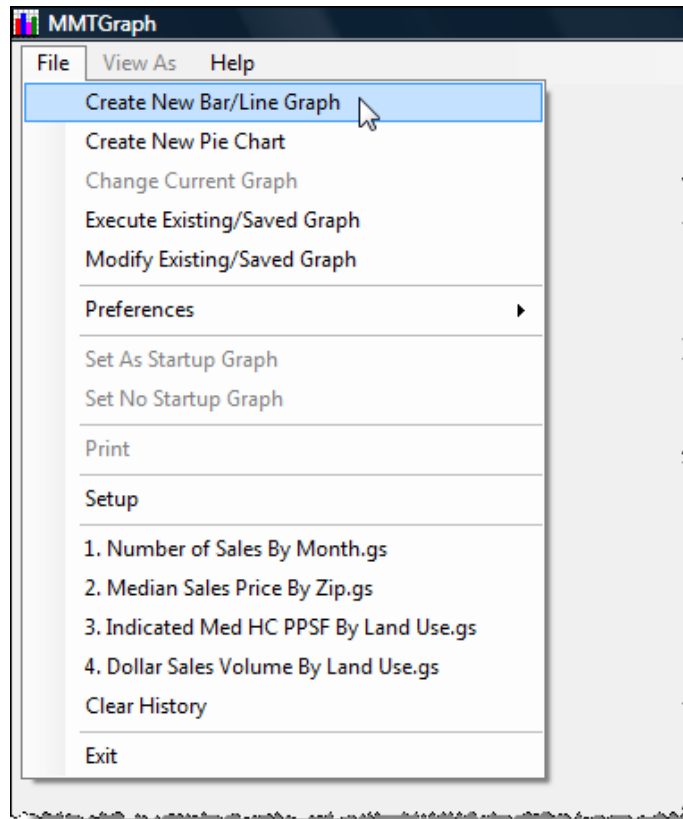 MMTGraph
File View As Help
Create New Bar/Line Graph
Create New Pie Chart
Change Current Graph
Execute Existing/Saved Graph
Modify Existing/Saved Graph
Preferences
Set As Startup Graph
Set No Startup Graph
Print
Setup
1. Number of Sales By Month.gs
2. Median Sales Price By Zip.gs
3. Indicated Med HC PPSF By Land Use.gs
4. Dollar Sales Volume By Land Use.gs
Clear History
Exit